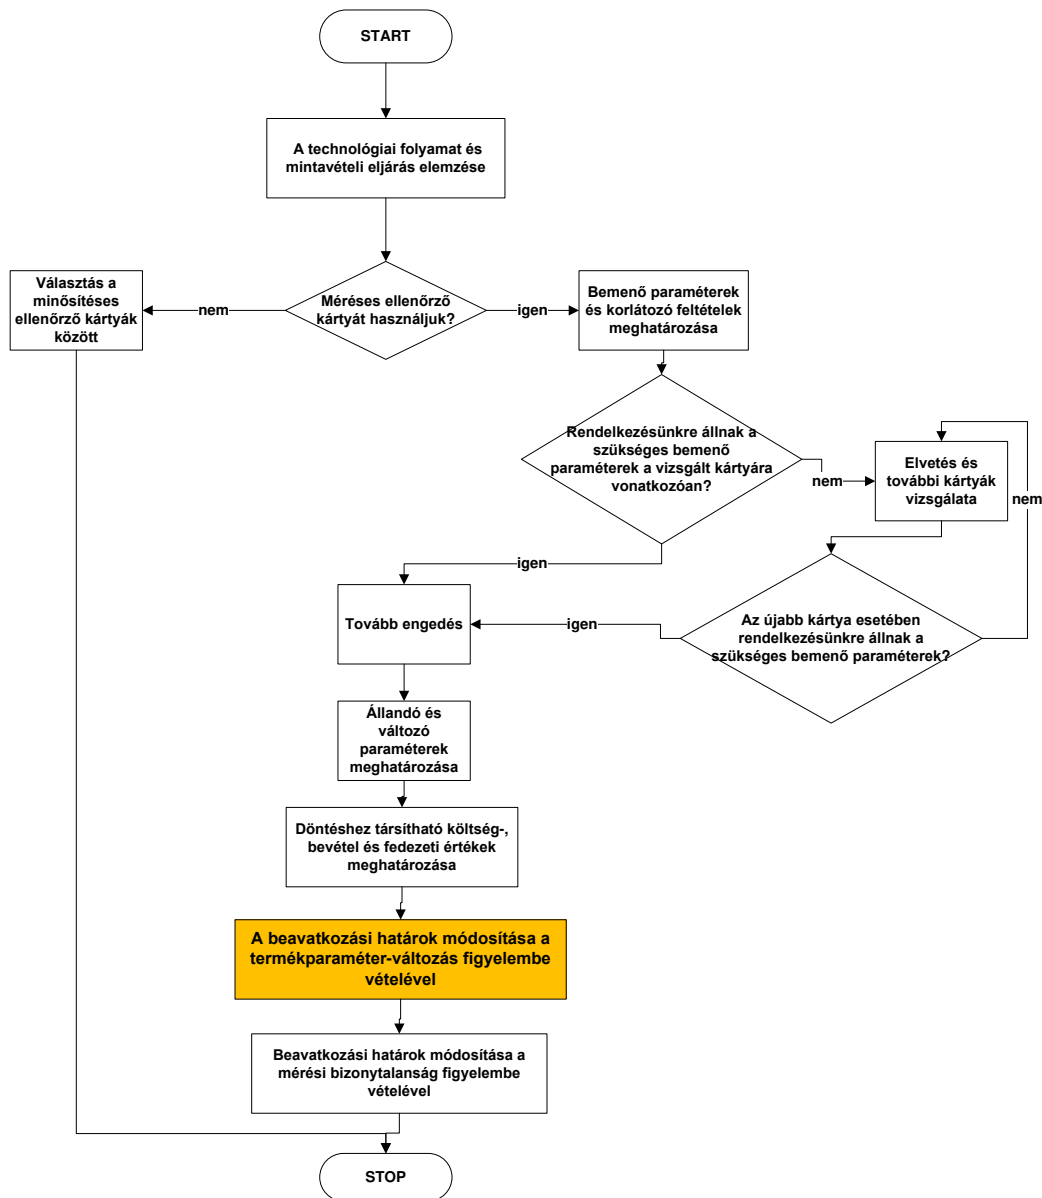 START
A technológiai folyamat és
mintavételi eljárás elemzése
Választás a
minősítéses
ellenőrző kártyák
között
nem
Méréses ellenőrző
kártyát használjuk?
igen
Bemenő paraméterek
és korlátozó feltételek
meghatározása
Rendelkezésünkre állnak a
szükséges bemenő
paraméterek a vizsgált kártyára
vonatkozóan?
nem
Elvetés és
további kártyák
vizsgálata
nem
igen
Tovább engedés
igen
Az újabb kártya esetében
rendelkezésünkre állnak a
szükséges bemenő paraméterek?
Állandó és
változó
paraméterek
meghatározása
Döntéshez társítható költség-,
bevétel és fedezeti értékek
meghatározása
A beavatkozási határok módosítása a
termékparaméter-változás figyelembe
vételével
Beavatkozási határok módosítása a
mérési bizonytalanság figyelembe
vételével
STOP